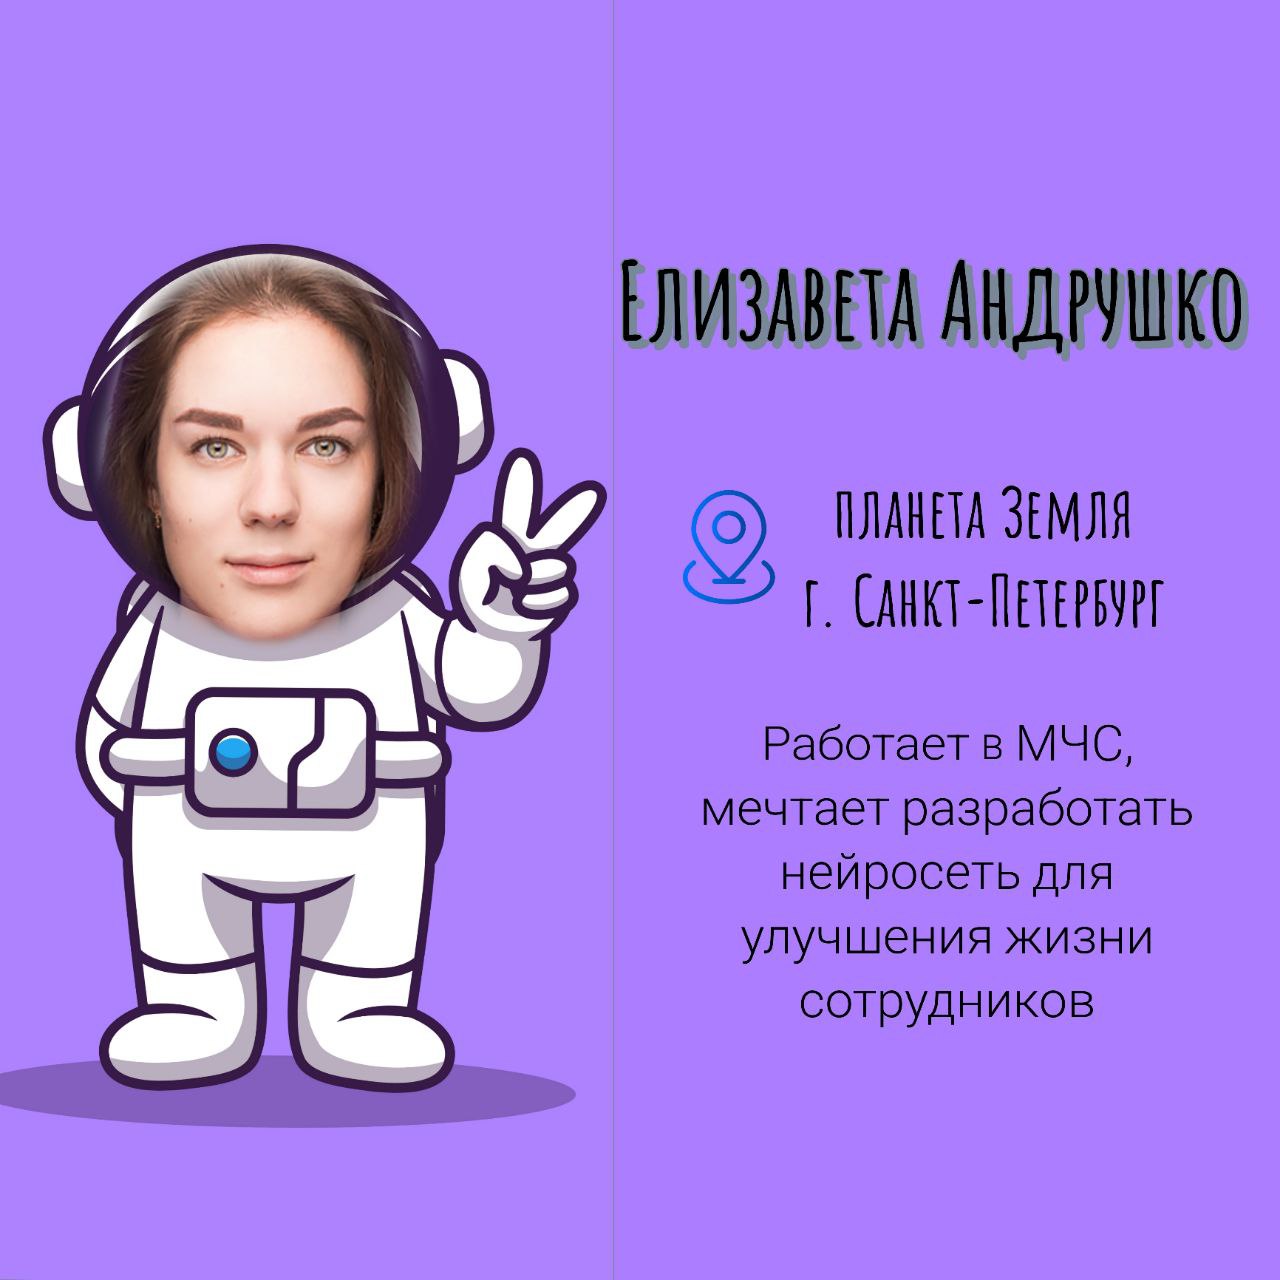 Елизавета Андрушко
планета Земля
г. Санкт-Петербург
Работает в МЧС,
мечтает разработать
нейросеть для
улучшения жизни
сотрудников